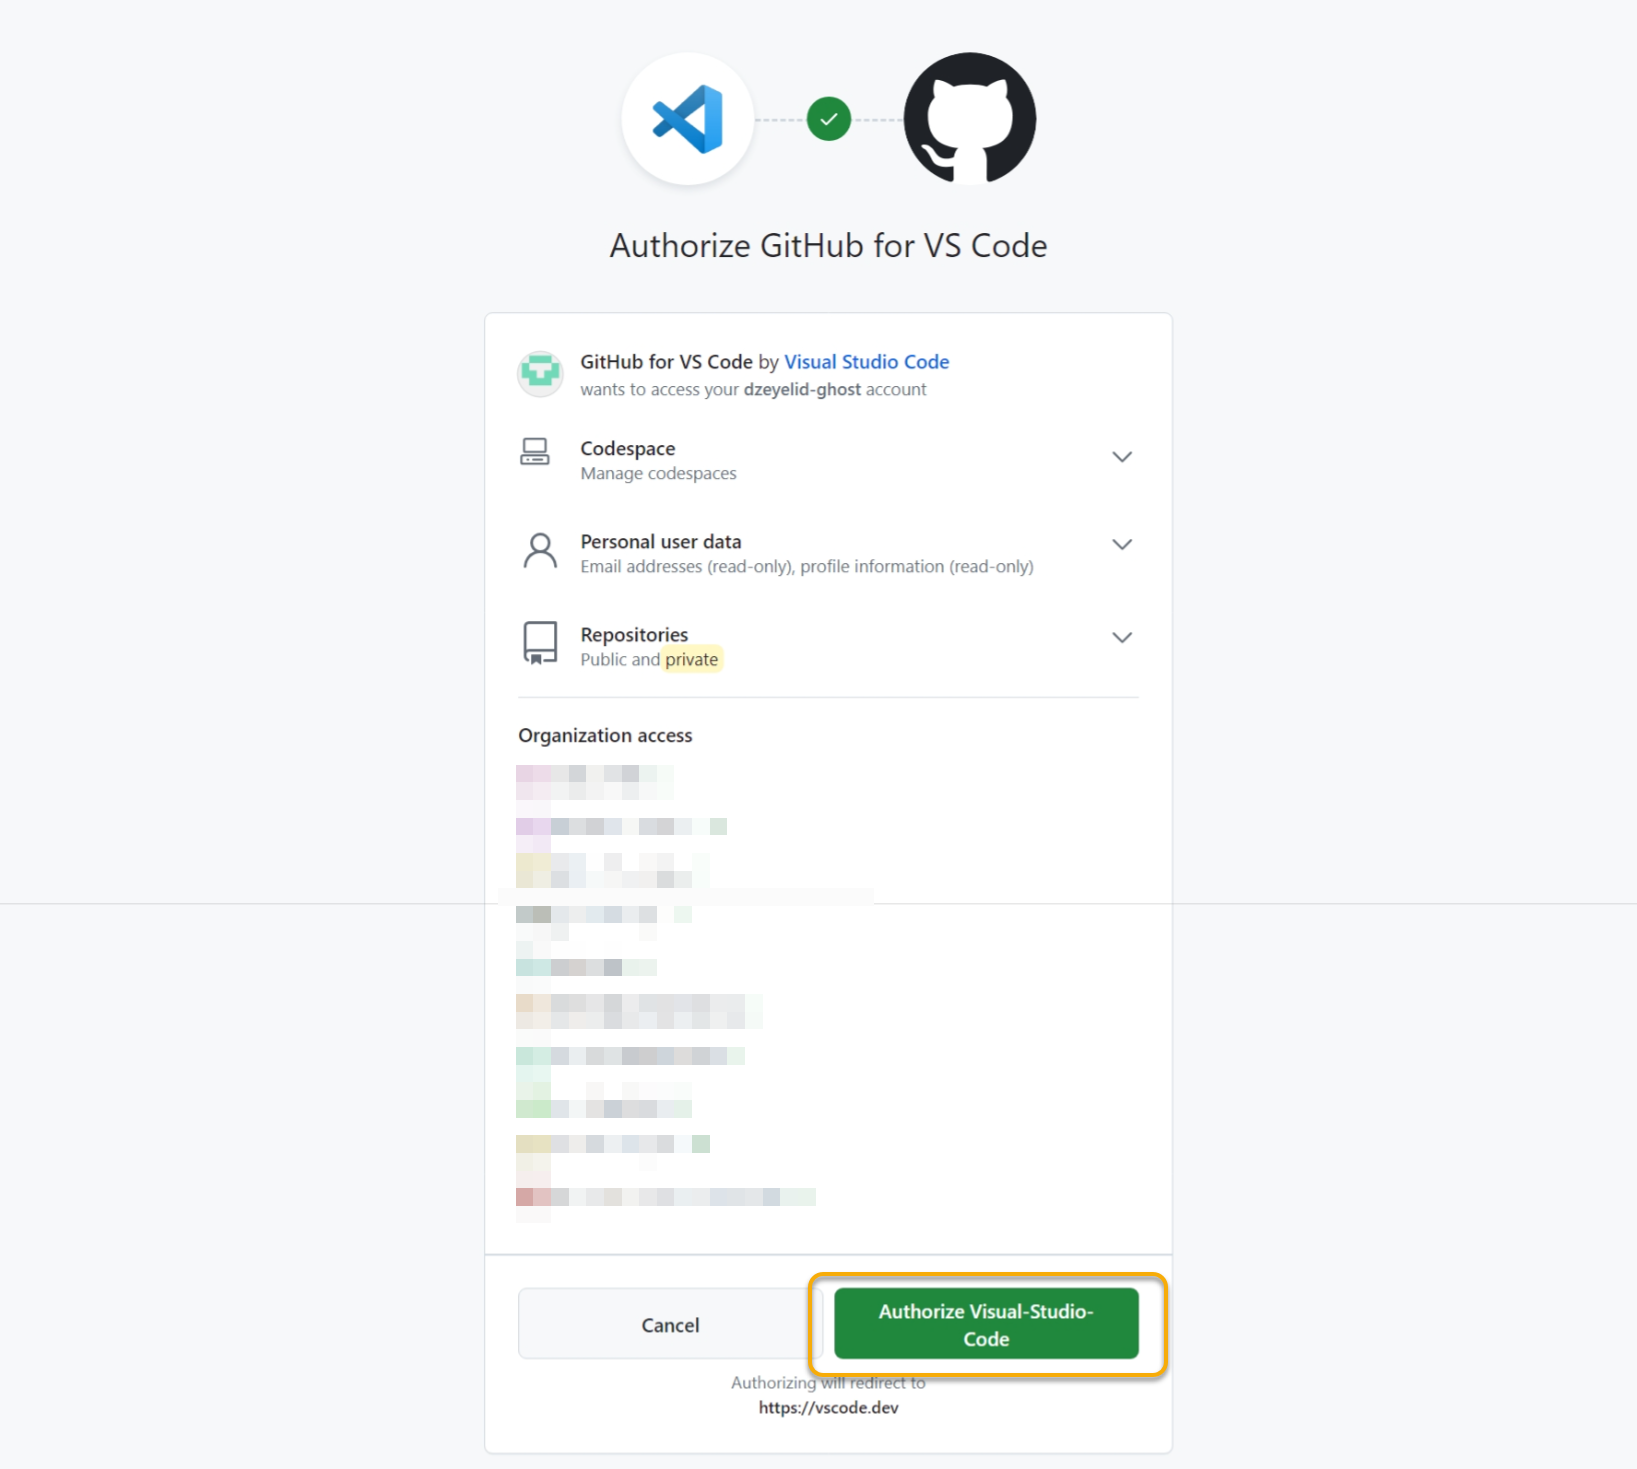 Authorize GitHub for VS Code
GitHub for VS Code by Visual Studio Code
wants to access your dzeyelid-ghost account
Codespace
Manage codespaces
Personal user data
Email addresses (read-only), profile information (read-only)
Repositories
Public and private
Organization access
Cancel
Authorize Visual-Studio-
Code
Authorizing will redirect to
https://vscode.dev